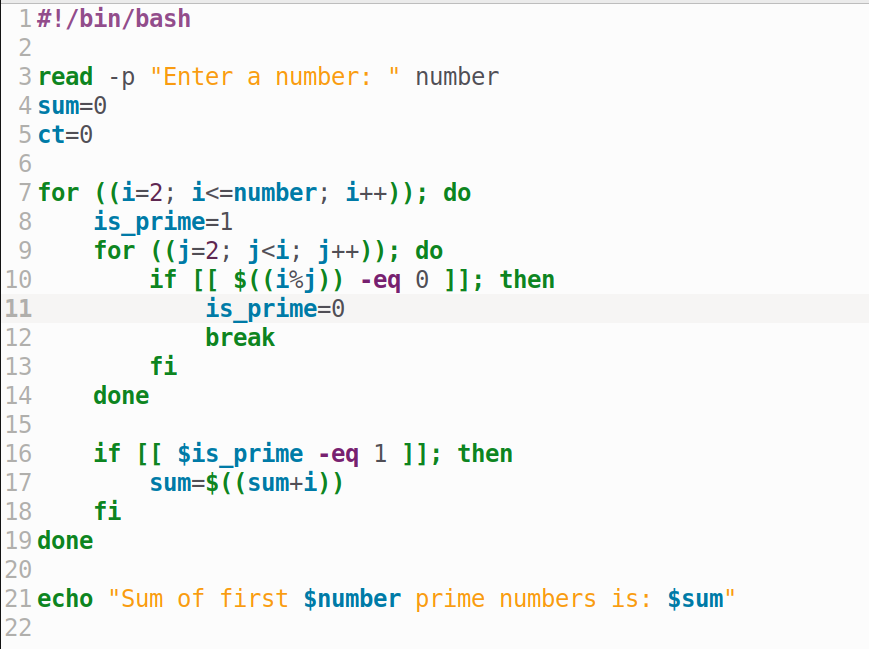 1 #!/bin/bash
2
3 read -p "Enter a number: " number
4 sum=0
5 ct=0
6
7 for ((i=2; i<=number; i++)); do
8     is_prime=1
9     for ((j=2; j<i; j++)); do
10         if [[ $((i%j)) -eq 0 ]]; then
11             is_prime=0
12             break
13         fi
14     done
15
16     if [[ $is_prime -eq 1 ]]; then
17         sum=$((sum+i))
18     fi
19 done
20
21 echo "Sum of first $number prime numbers is: $sum"
22